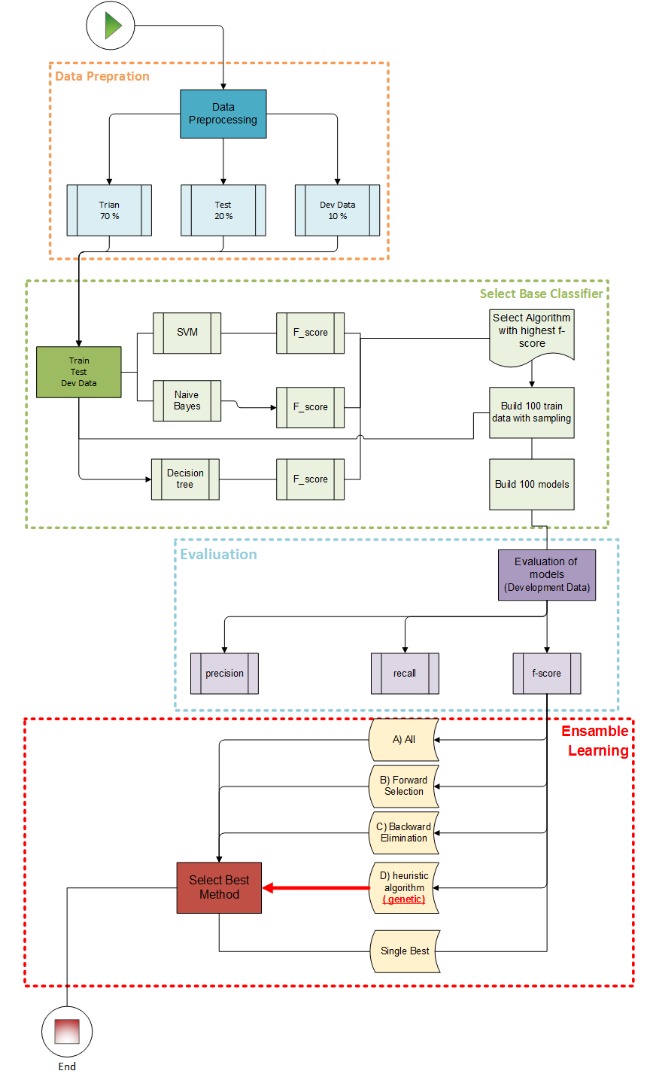 Data Prepration
Data
Preprocessing
Trian
70 %
Test
20 %
Dev Data
10 %
Select Base Classifier
Train
Test
Dev Data
SVM
F_score
Naive
Bayes
F_score
Decision
tree
F_score
Select Algorithm
with highest f-
score
Build 100 train
data with sampling
Build 100 models
Evaliuation
Evaluation of
models
(Development Data)
precision
recall
f-score
Ensamble
Learning
A) All
B) Forward
Selection
C) Backward
Elimination
D) heuristic
algorithm
( genetic)
Single Best
Select Best
Method
End